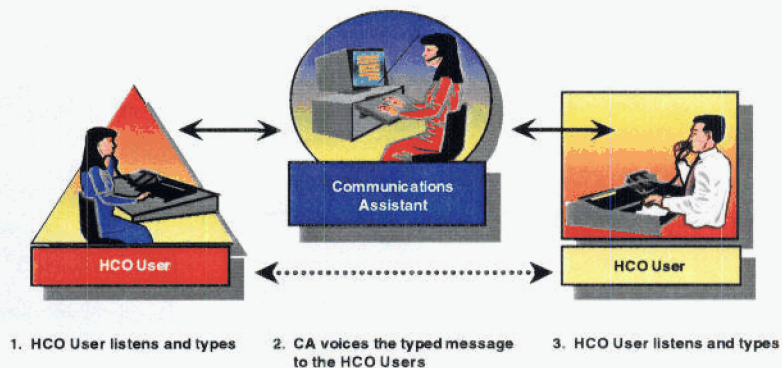 Communications
Assistant
HCO User
HCO User
1. HCO User listens and types
2. CA voices the typed message
to the HCO Users
3. HCO User listens and types